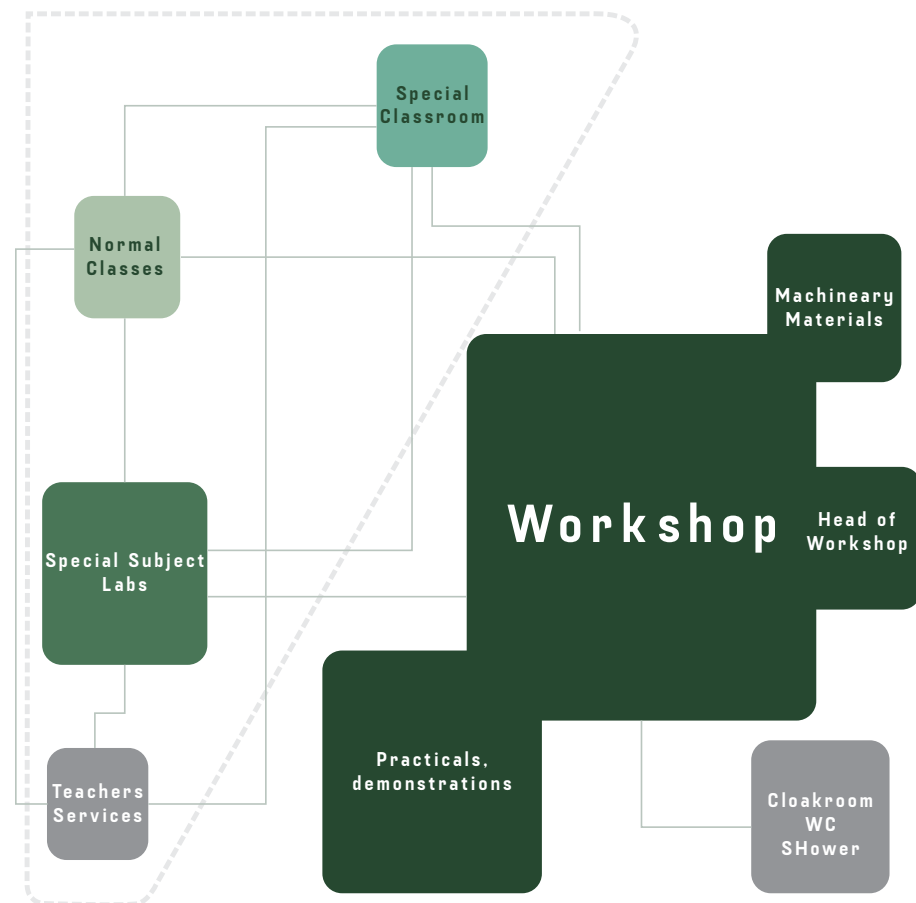 Special
Classroom
Normal
Classes
Machineary
Materials
Workshop
Head of
Workshop
Special Subject
Labs
Practicals,
demonstrations
Teachers
Services
Cloakroom
WC
SHower